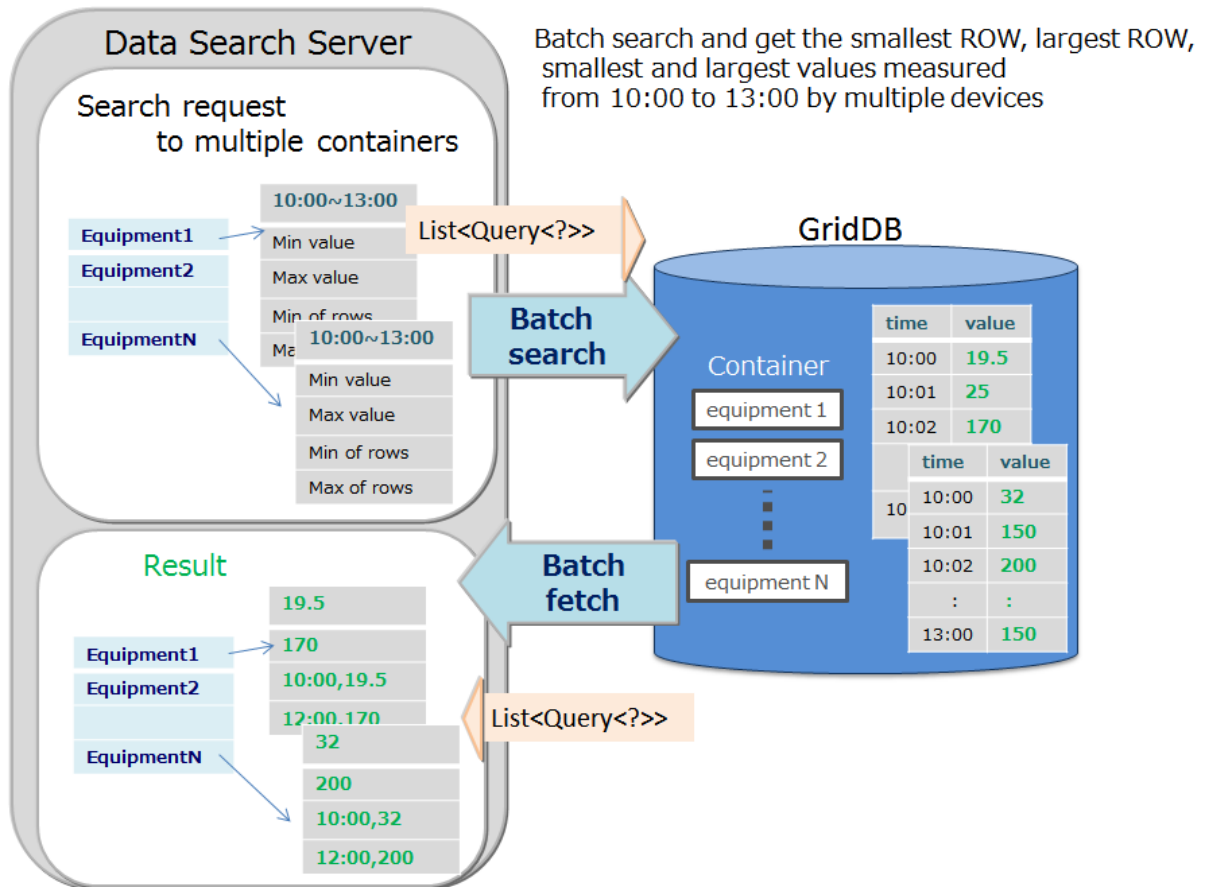 Data Search Server
Batch search and get the smallest ROW, largest ROW,
smallest and largest values measured
from 10:00 to 13:00 by multiple devices
Search request
to multiple containers
Equipment1
Equipment2
EquipmentN
10:00~13:00
Min value
Max value
Min of rows
Ma
10:00~13:00
Min value
Max value
Min of rows
Max of rows
List<Query<?>>
Batch
search
GridDB
Container
equipment 1
equipment 2
equipment N
time value
10:00 19.5
10:01 25
10:02 170
10
time value
10:00 32
10:01 150
10:02 200
: :
13:00 150
Batch
fetch
Result
Equipment1
Equipment2
EquipmentN
19.5
170
10:00,19.5
12:00,170
32
200
10:00,32
12:00,200
List<Query<?>>